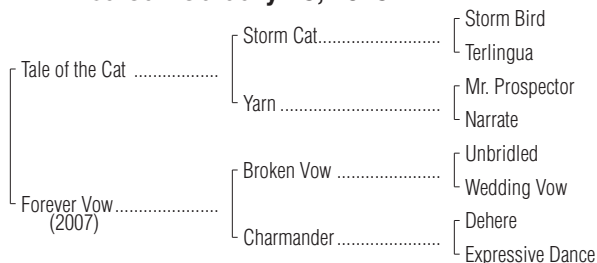 Storm Bird
Storm Cat
Terlingua
Tale of the Cat
Mr. Prospector
Yarn
Narrate
Unbridled
Broken Vow
Wedding Vow
Forever Vow
(2007)
Dehere
Charmander
Expressive Dance